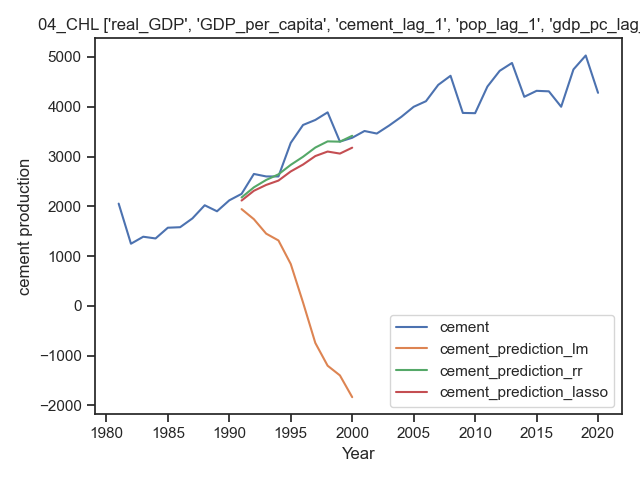 04_CHL ['real_GDP', 'GDP_per_capita', 'cement_lag_1', 'pop_lag_1', 'gdp_pc_lag_
5000
4000
3000
2000
1000
0
−1000
−2000
cement production
cement
cement_prediction_lm
cement_prediction_rr
cement_prediction_lasso
1980 1985 1990 1995 2000 2005 2010 2015 2020
Year